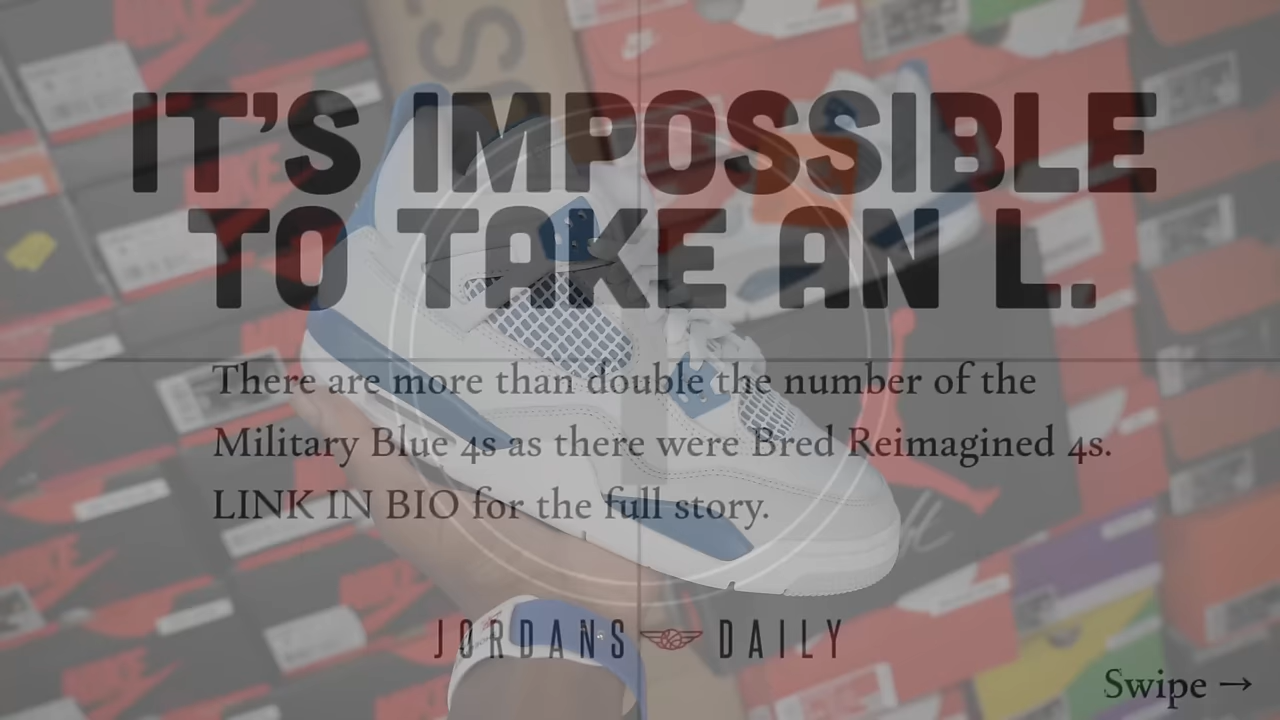 IT'S IMPOSSIBLE
TO TAKE AN L.
There are more than double the number of the
Military Blue 4s as there were Bred Reimagined 4s.
LINK IN BIO for the full story.
JORDANS DAILY
Swipe →